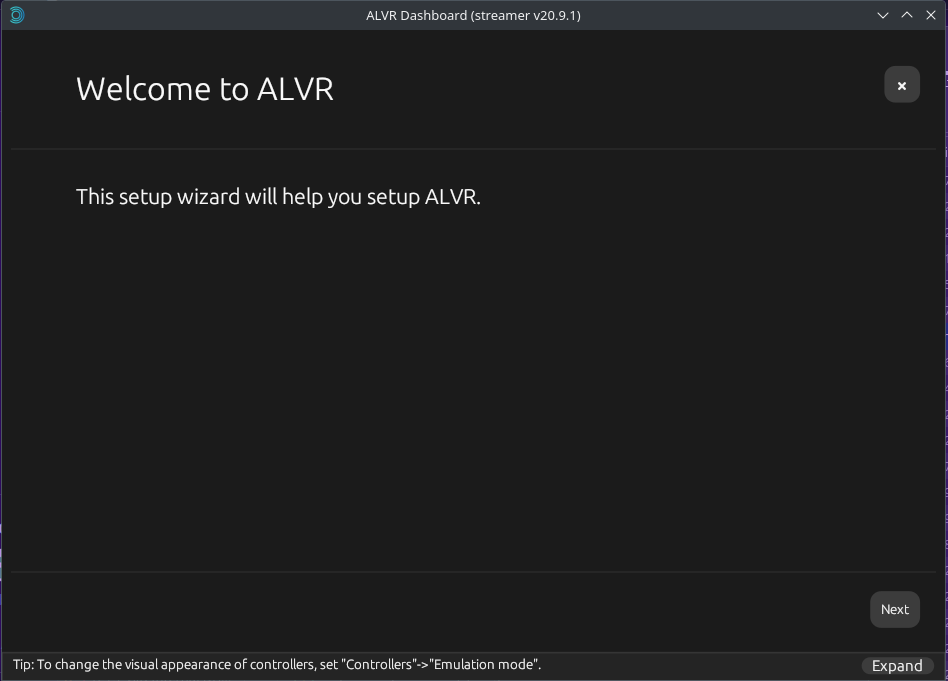 ALVR Dashboard (streamer v20.9.1)
Welcome to ALVR
This setup wizard will help you setup ALVR.
Next
Tip: To change the visual appearance of controllers, set "Controllers"->"Emulation mode".
Expand